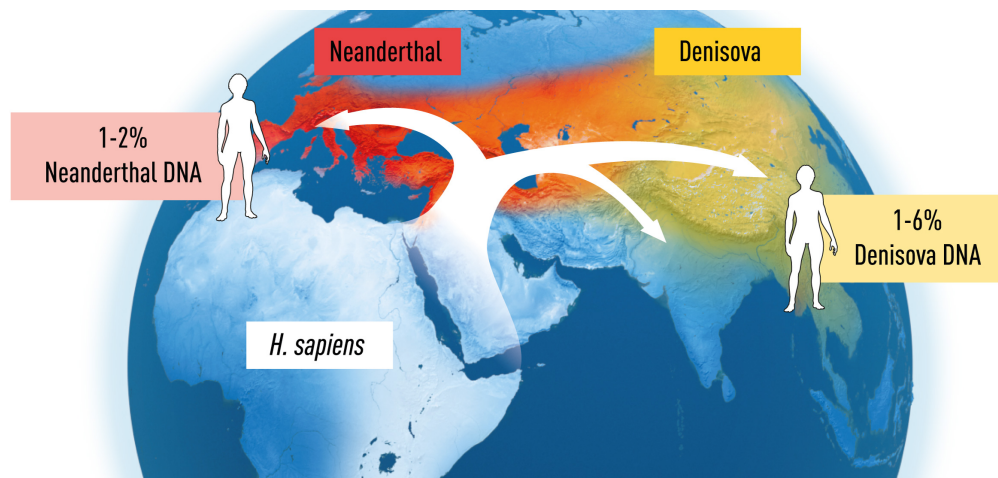 Neanderthal
Denisova
1-2%
Neanderthal DNA
1-6%
Denisova DNA
H. sapiens